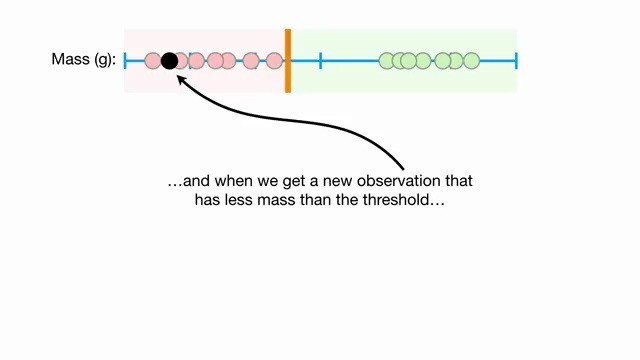 Mass (g):
…and when we get a new observation that
has less mass than the threshold…